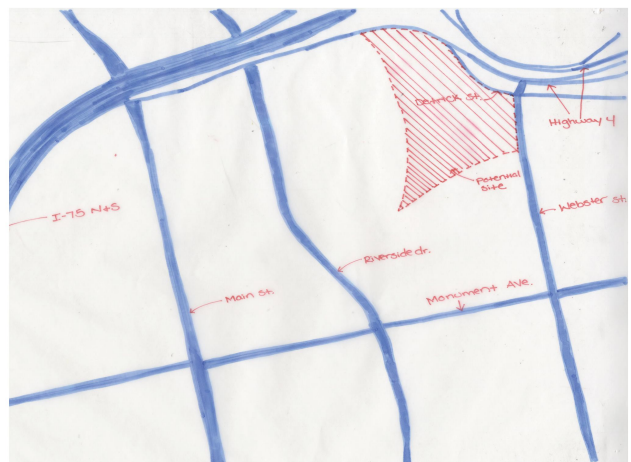 Detrick St.
Highway 4
Potential
Site
I-75 N+S
Webster st.
Riverside dr.
Main st.
Monument Ave.